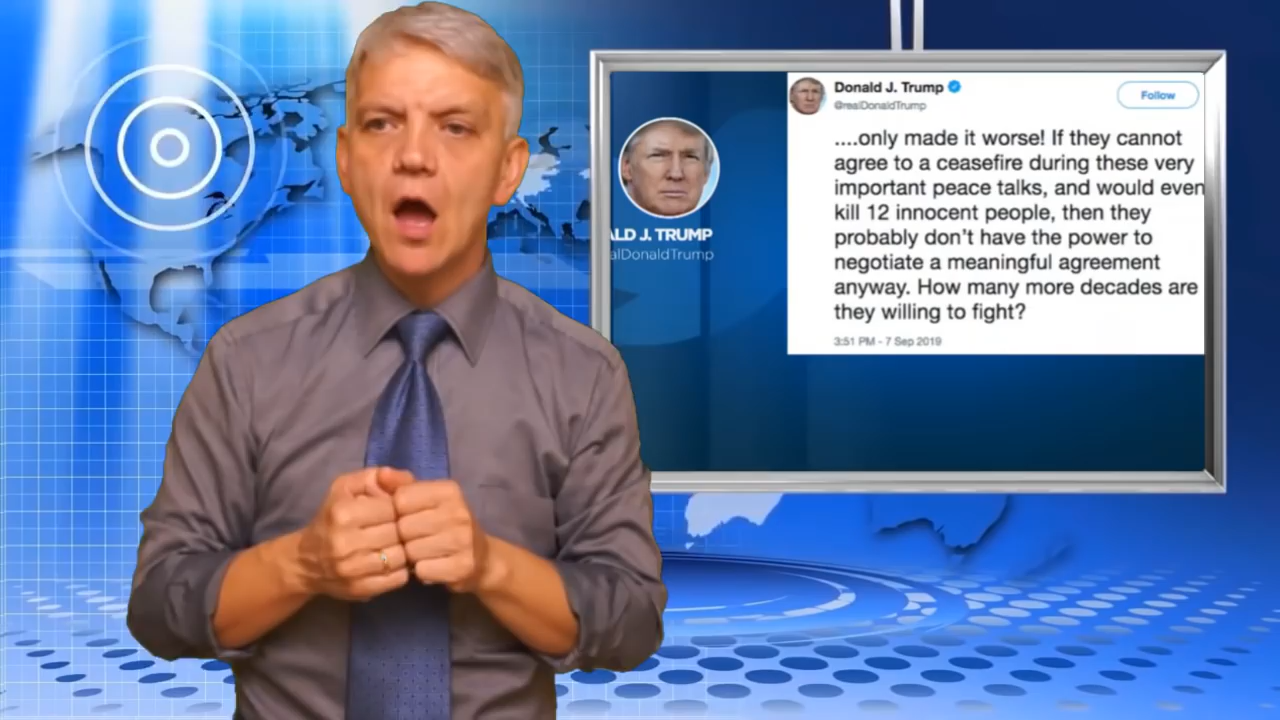 Donald J. Trump
@realDonaldTrump
Follow
....only made it worse! If they cannot
agree to a ceasefire during these very
important peace talks, and would even
kill 12 innocent people, then they
probably don't have the power to
negotiate a meaningful agreement
anyway. How many more decades are
they willing to fight?
3:51 PM - 7 Sep 2019
ALD J. TRUMP
alDonaldTrump